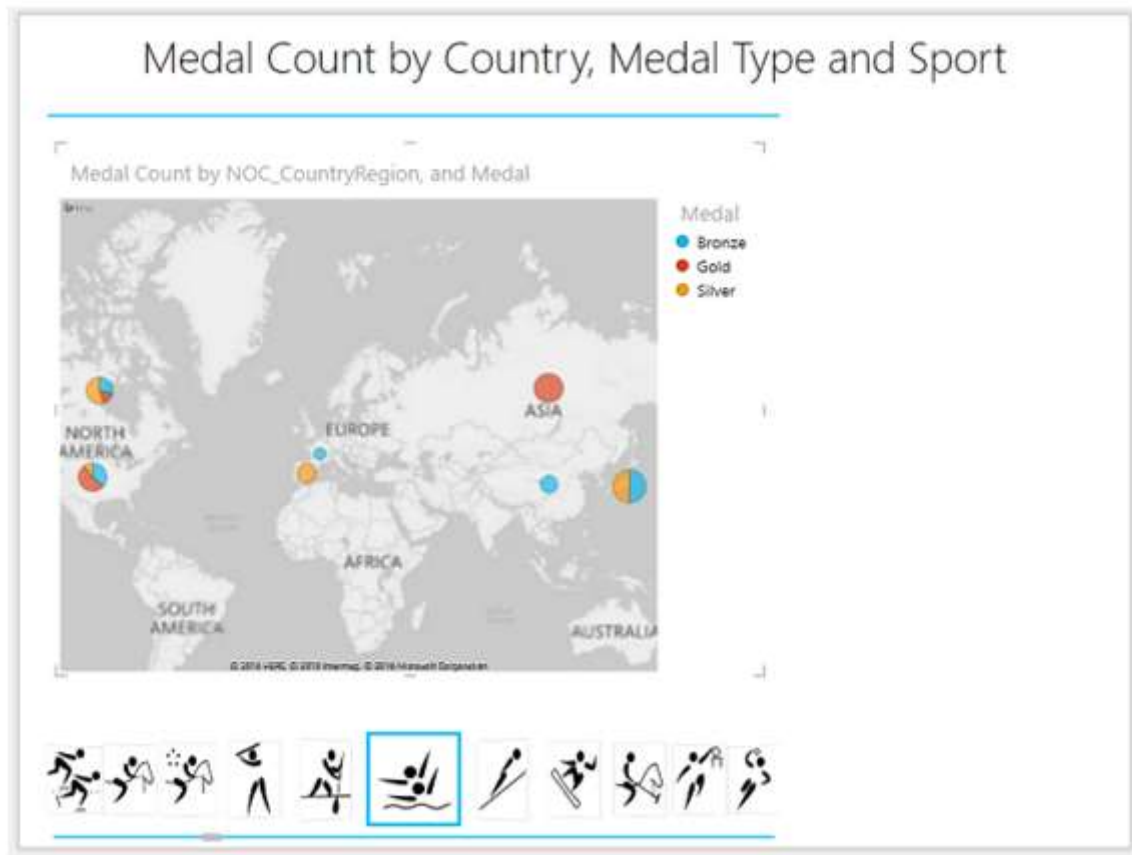 Medal Count by Country, Medal Type and Sport
Medal Count by NOC_CountryRegion, and Medal
Medal
Bronze
Gold
Silver
ASIA
NORTH
AMERICA
EUROPE
AFRICA
SOUTH
AMERICA
AUSTRALIA